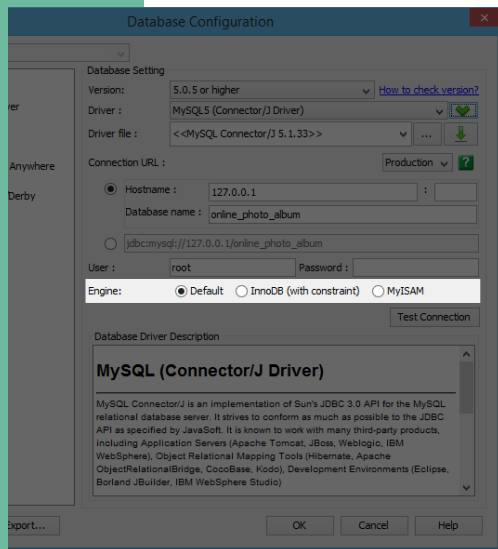 Database Configuration
Database Setting
Version: 5.0.5 or higher How to check version?
Driver : MySQL5 (Connector/J Driver)
Driver file : <<MySQL Connector/J 5.1.33>> ...
Anywhere
Derby
Connection URL : Production ?
Hostname : 127.0.0.1 :
Database name : online_photo_album
jdbc:mysql://127.0.0.1/online_photo_album
User : root Password :
Engine: Default InnoDB (with constraint) MyISAM
Test Connection
Database Driver Description
MySQL (Connector/J Driver)
MySQL Connector/J is an implementation of Sun's JDBC 3.0 API for the MySQL
relational database server. It strives to conform as much as possible to the JDBC
API as specified by JavaSoft. It is known to work with many third-party products,
including Application Servers (Apache Tomcat, JBoss, Weblogic, IBM
WebSphere), Object Relational Mapping Tools (Hibernate, Apache
ObjectRelationalBridge, CocoBase, Kodo), Development Environments (Eclipse,
Borland JBuilder, IBM WebSphere Studio)
Export... OK Cancel Help